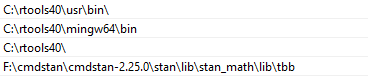 C:\rtools40\usr\bin\
C:\rtools40\mingw64\bin
C:\rtools40\
F:\cmdstan\cmdstan-2.25.0\stan\lib\stan_math\lib\tbb